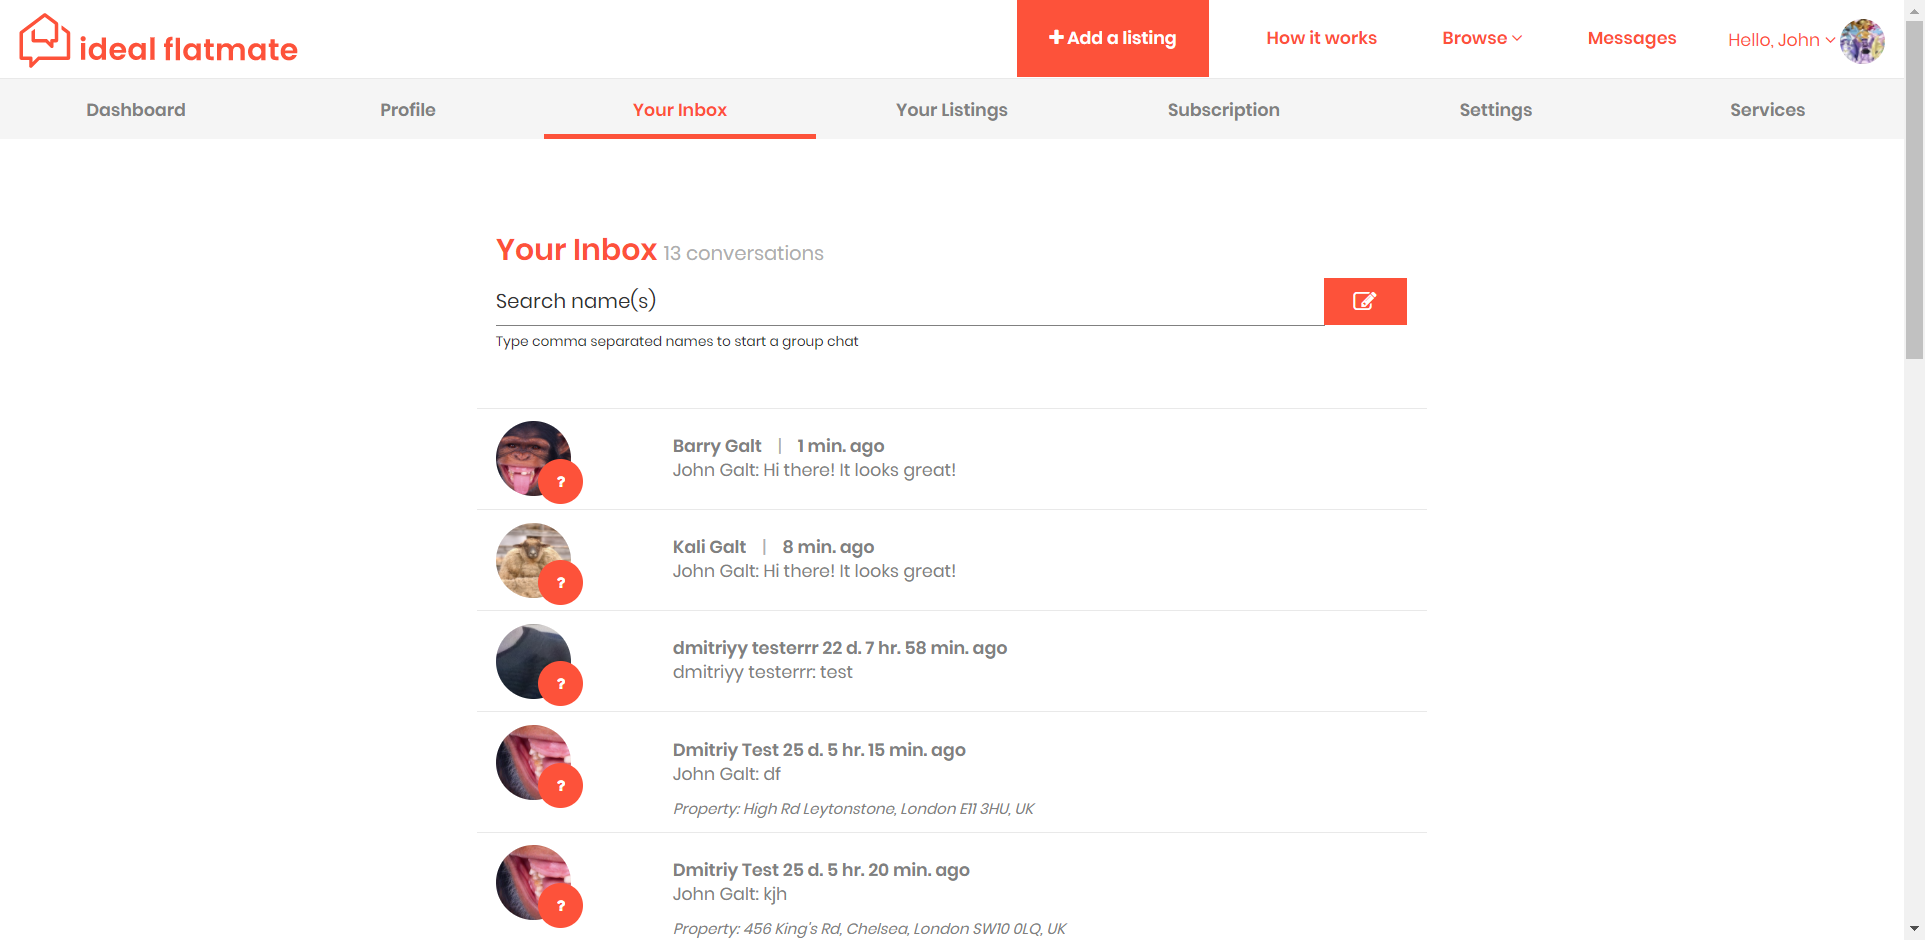 ideal flatmate
Add a listing
How it works
Browse
Messages
Hello, John
Dashboard
Profile
Your Inbox
Your Listings
Subscription
Settings
Services
Your Inbox 13 conversations
Search name(s)
Type comma separated names to start a group chat
Barry Galt | 1 min. ago
John Galt: Hi there! It looks great!
?
Kali Galt | 8 min. ago
John Galt: Hi there! It looks great!
?
dmitriyy testerrr 22 d. 7 hr. 58 min. ago
dmitriyy testerrr: test
?
Dmitriy Test 25 d. 5 hr. 15 min. ago
John Galt: df
?
Property: High Rd Leytonstone, London E11 3HU, UK
Dmitriy Test 25 d. 5 hr. 20 min. ago
John Galt: kjh
?
Property: 456 King's Rd, Chelsea, London SW10 0LQ, UK